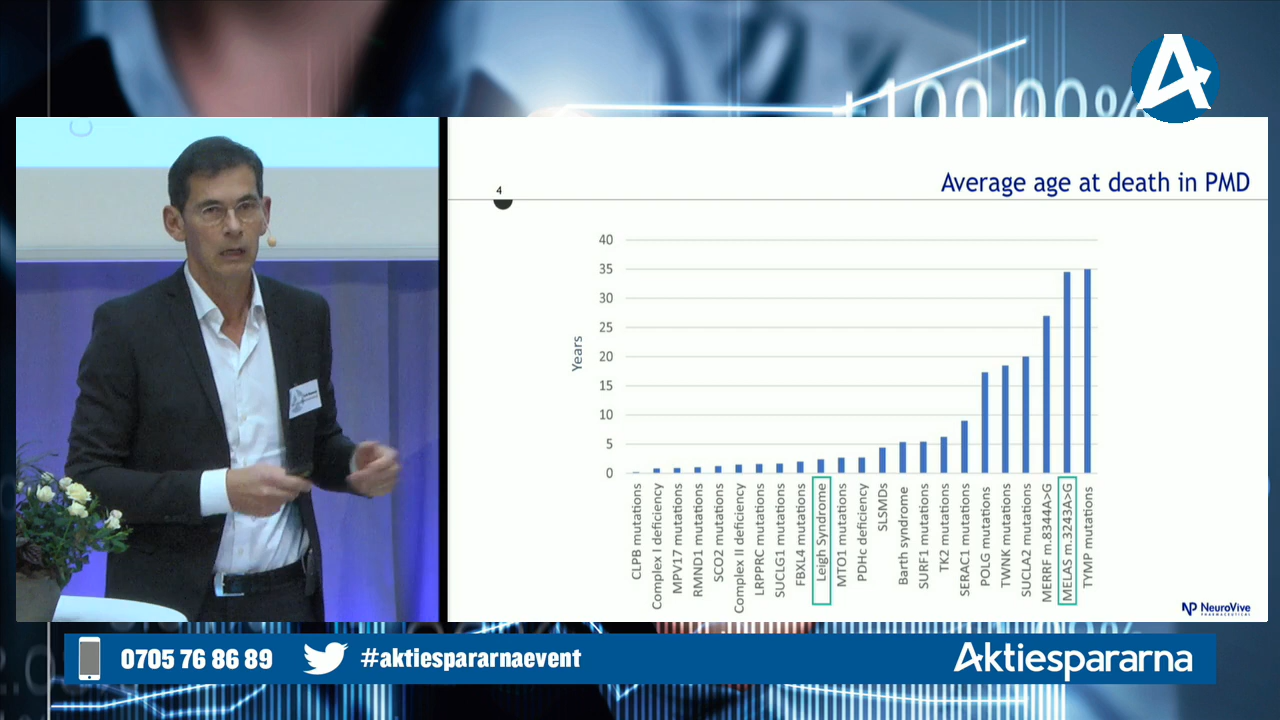 +100.00%
4
Average age at death in PMD
40
35
30
25
20
15
10
5
0
Years
CLPB mutations
Complex I deficiency
MPV17 mutations
RMND1 mutations
SCO2 mutations
Complex II deficiency
LRPPRC mutations
SUCLG1 mutations
FBXL4 mutations
Leigh Syndrome
MTO1 mutations
PDHc deficiency
SLSMDs
Barth syndrome
SURF1 mutations
TK2 mutations
SERAC1 mutations
POLG mutations
TWNK mutations
SUCLA2 mutations
MERRF m.8344A>G
MELAS m.3243A>G
TYMP mutations
NeuroVive
PHARMACEUTICAL
0705 76 86 89
#aktiespararnaevent
Aktiespararna